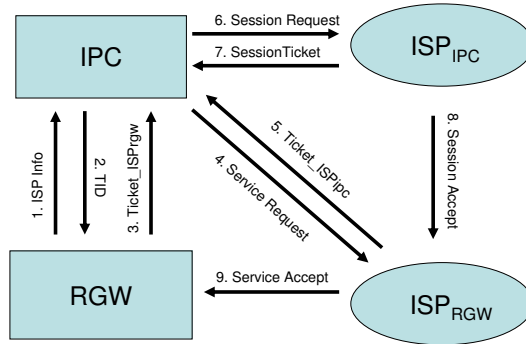 6. Session Request
IPC
7. SessionTicket
ISPIPC
1. ISP Info
2. TID
3. Ticket_ISPrgw
4. Service Request
5. Ticket_ISPipc
8. Session Accept
RGW
9. Service Accept
ISPRGW